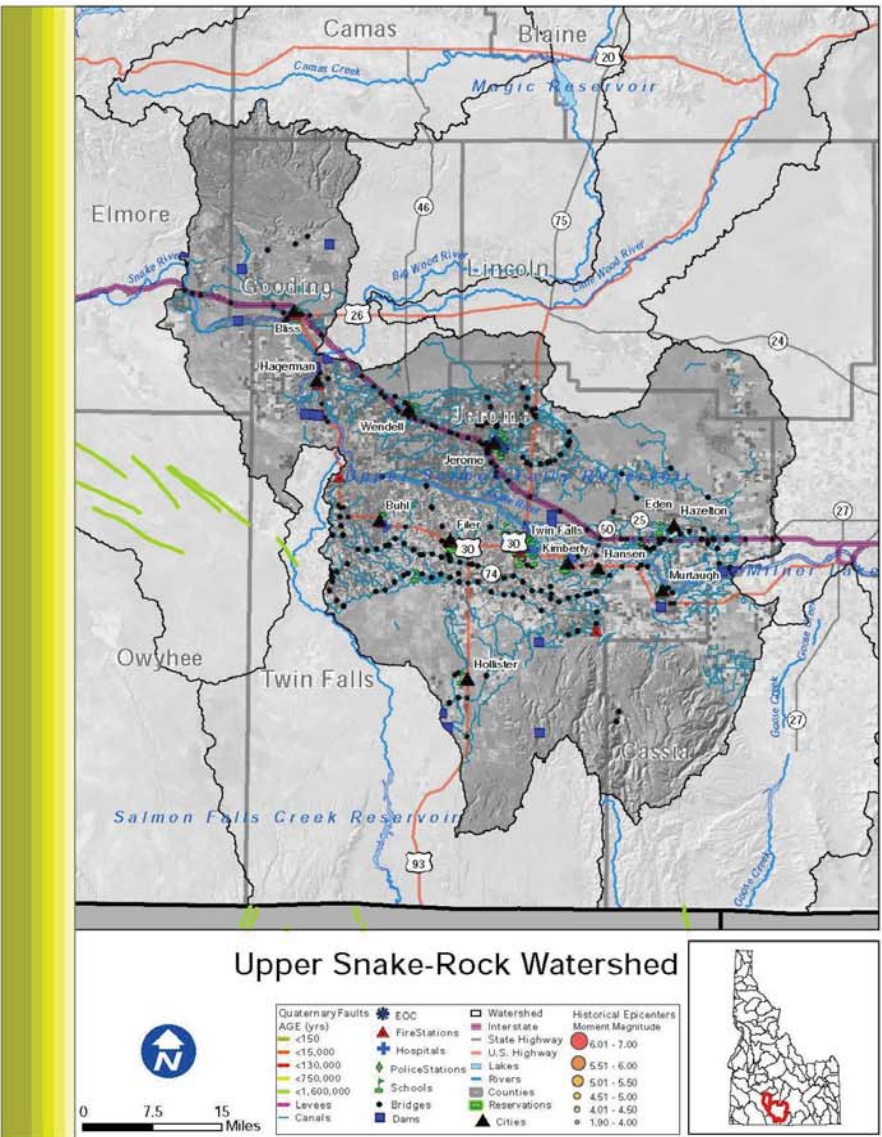 Camas
Blaine
20
Camas Creek
Magic Reservoir
Elmore
46
75
Snake River
Gooding
Big Wood River
Lincoln
Little Wood River
26
Bliss
24
Hagerman
Wendell
Jerome
Jerome
Buhl
Eden
Hazelton
27
Filer
Twin Falls
50
25
30
30
Kimberly
Hansen
74
Murtaugh
Milner Lake
Owyhee
Twin Falls
Hollister
Goose Creek
Goose Creek
27
Cassia
Salmon Falls Creek Reservoir
93
Goose Creek
Upper Snake-Rock Watershed
N
0 7.5 15
Miles
Quaternary Faults
AGE (yrs)
<150
<15,000
<130,000
<750,000
<1,600,000
Levees
Canals
EOC
FireStations
Hospitals
PoliceStations
Schools
Bridges
Dams
Watershed
Interstate
State Highway
U.S. Highway
Lakes
Rivers
Counties
Reservations
Cities
Historical Epicenters
Moment Magnitude
6.01 - 7.00
5.51 - 6.00
5.01 - 5.50
4.51 - 5.00
4.01 - 4.50
1.90 - 4.00